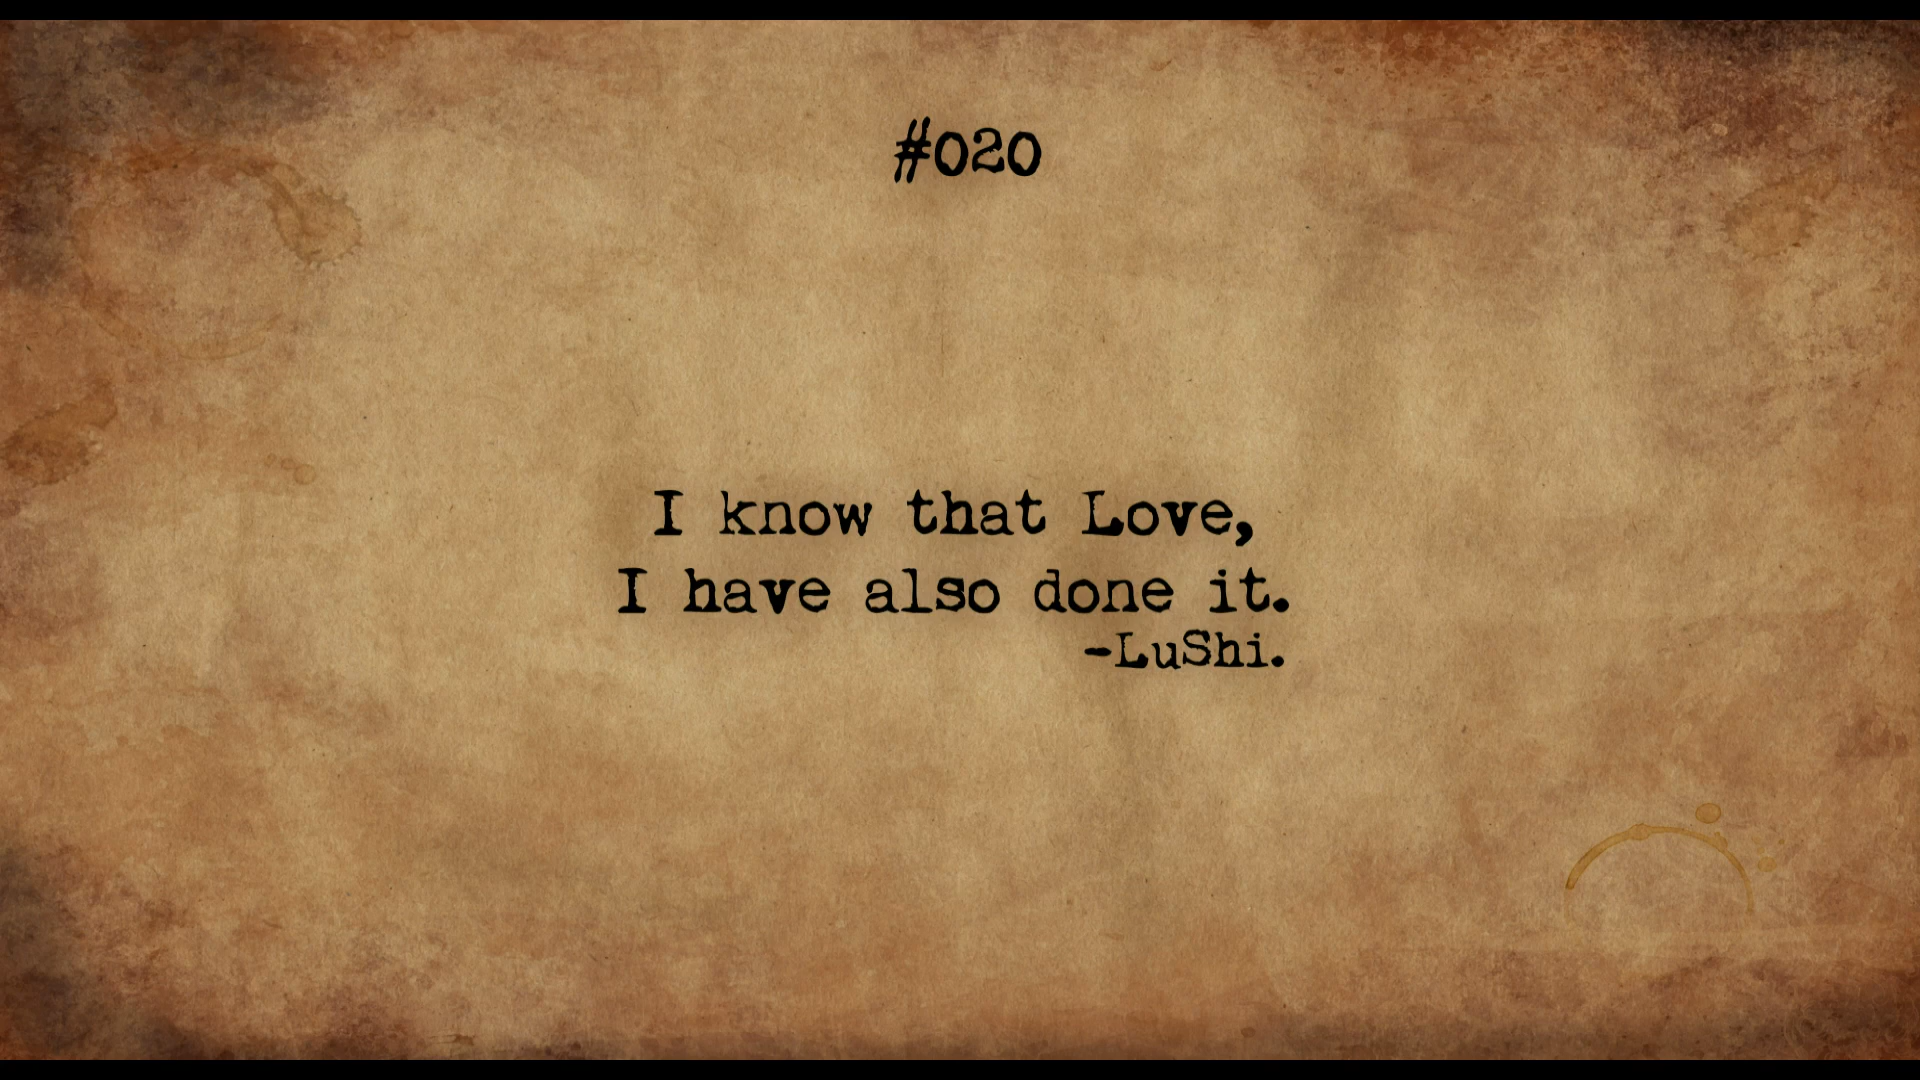 #020
I know that Love,
I have also done it.
-LuShi.